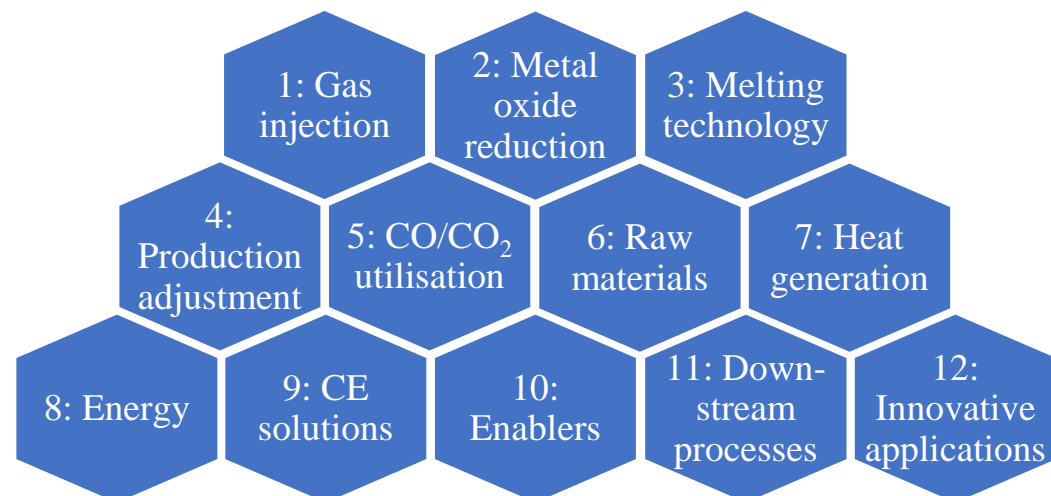 1: Gas
injection
2: Metal
oxide
reduction
3: Melting
technology
4:
Production
adjustment
5: CO/CO₂
utilisation
6: Raw
materials
7: Heat
generation
8: Energy
9: CE
solutions
10:
Enablers
11: Down-
stream
processes
12:
Innovative
applications